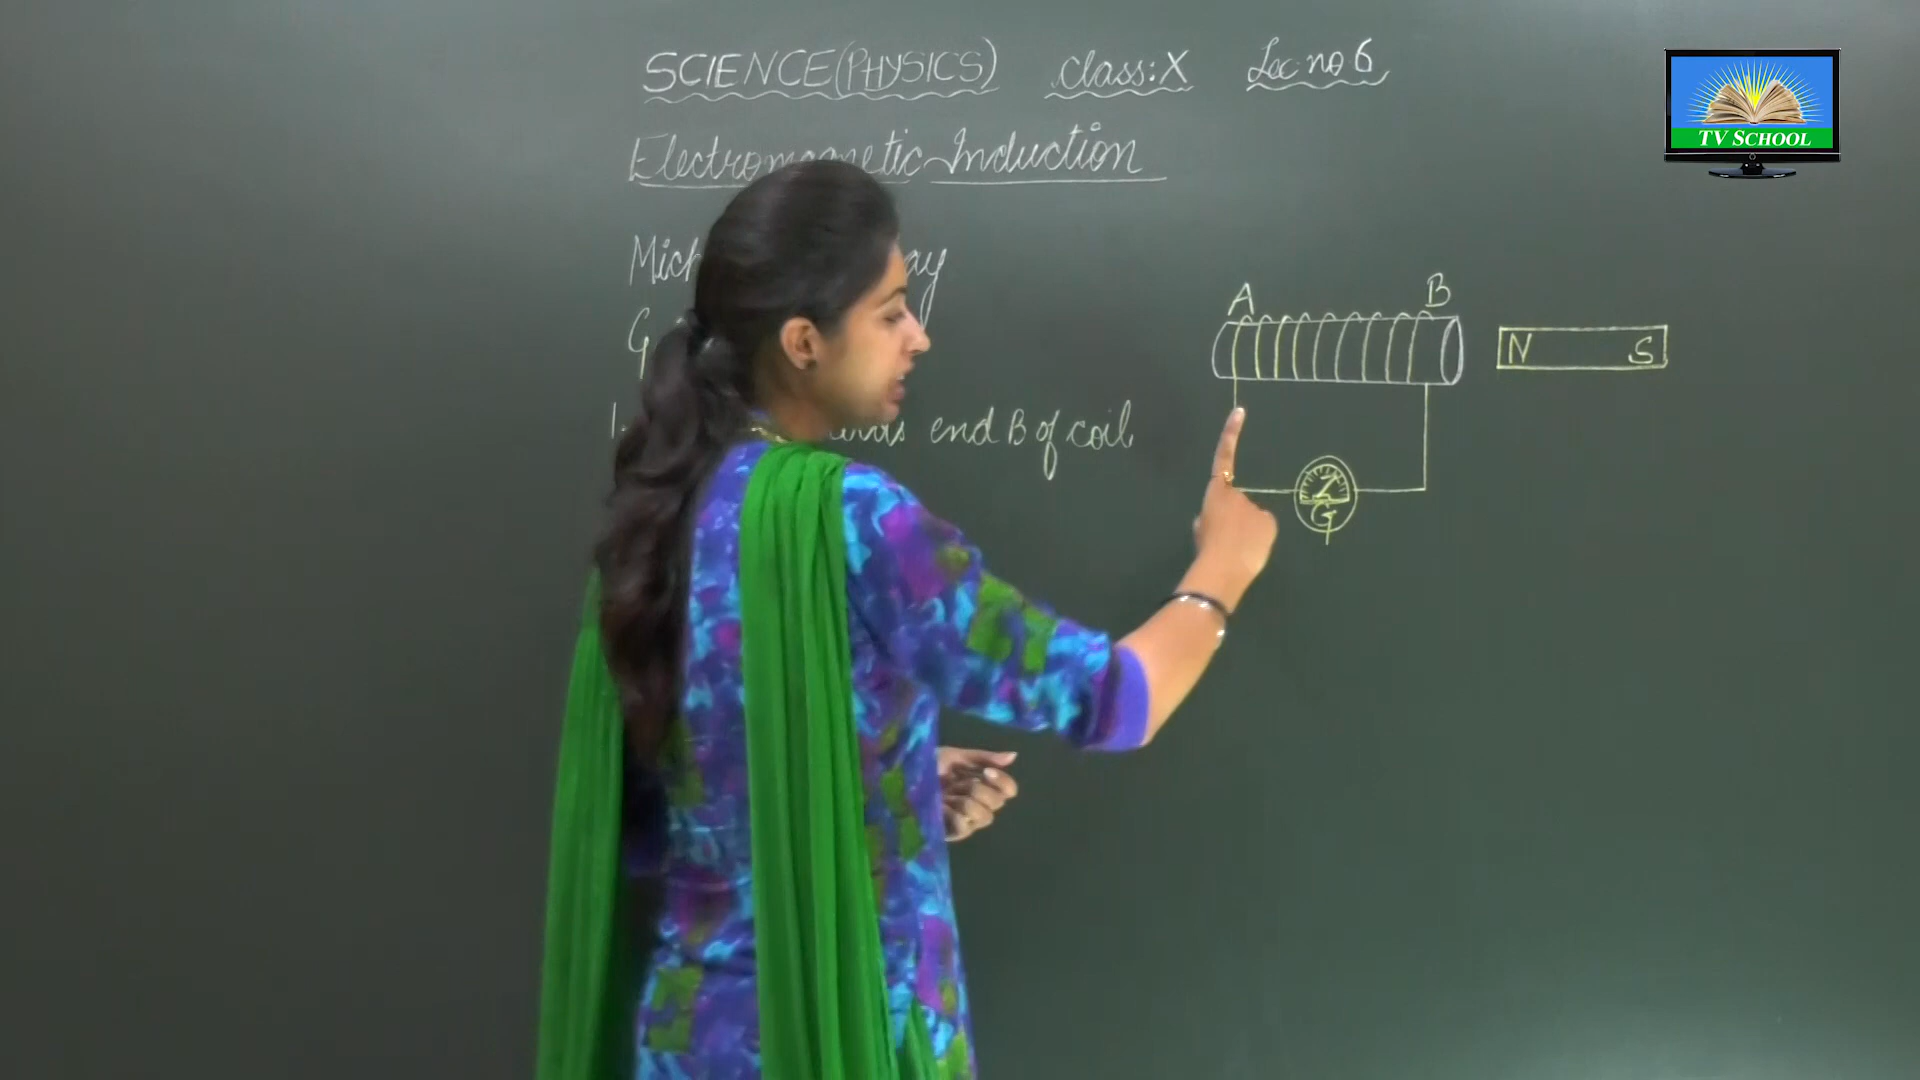 SCIENCE(PHYSICS) class:X Lec no 6
TV SCHOOL
Electromagnetic Induction
A B
N S
end B of coil
G